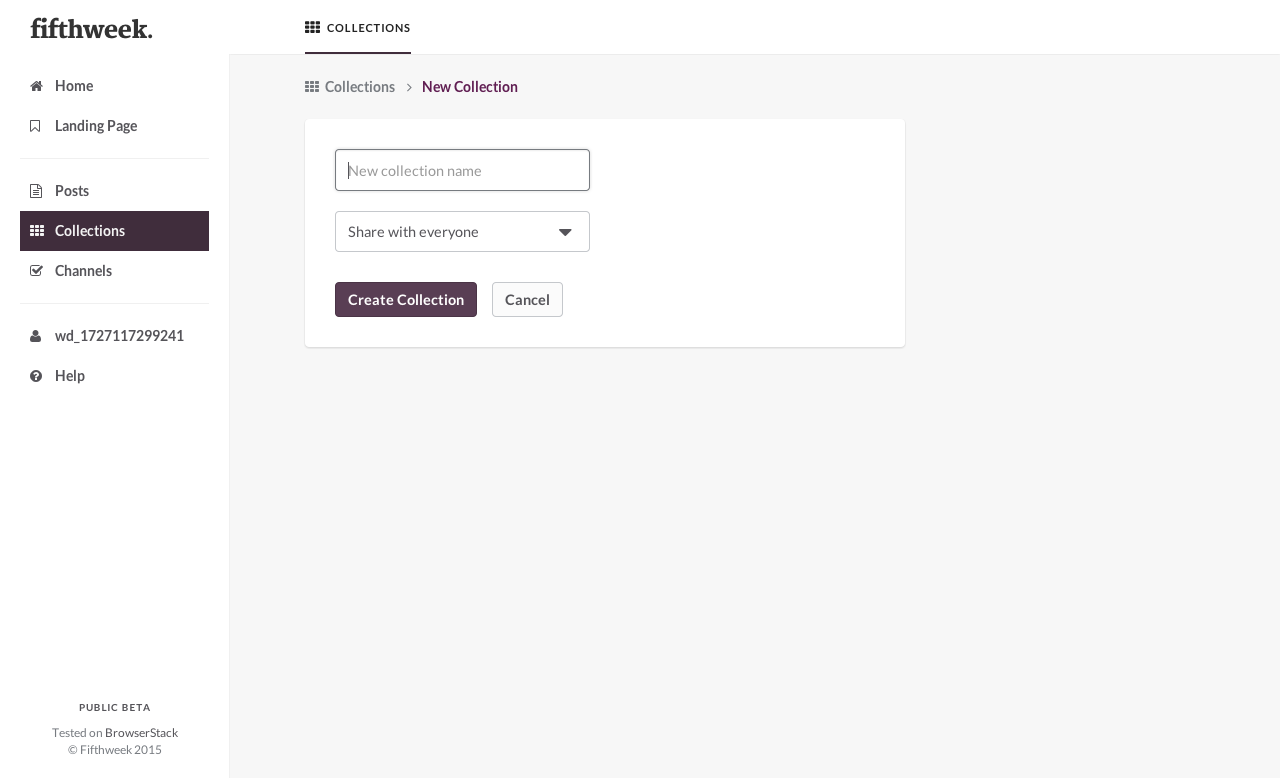 fifthweek.
Home
Landing Page
Posts
Collections
Channels
wd_1727117299241
Help
PUBLIC BETA
Tested on BrowserStack
© Fifthweek 2015
COLLECTIONS
Collections New Collection
New collection name
Share with everyone
Create Collection Cancel